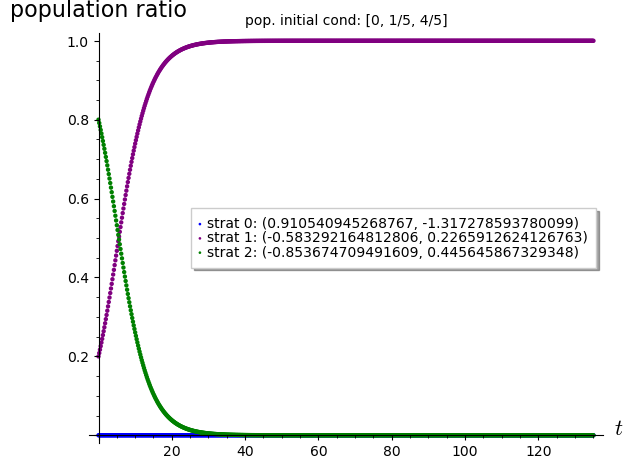 population ratio
pop. initial cond: [0, 1/5, 4/5]
1.0
0.8
0.6
strat 0: (0.910540945268767, -1.317278593780099)
strat 1: (-0.583292164812806, 0.2265912624126763)
strat 2: (-0.853674709491609, 0.445645867329348)
0.4
0.2
t
20 40 60 80 100 120